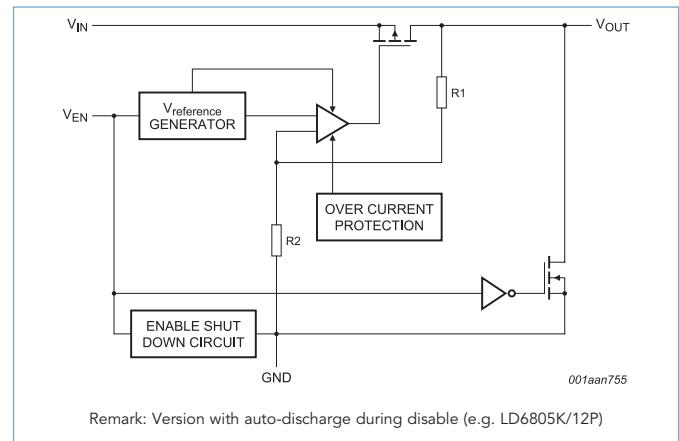 VIN
VOUT
R1
Vreference
GENERATOR
VEN
OVER CURRENT
PROTECTION
R2
ENABLE SHUT
DOWN CIRCUIT
GND
001aan755
Remark: Version with auto-discharge during disable (e.g. LD6805K/12P)